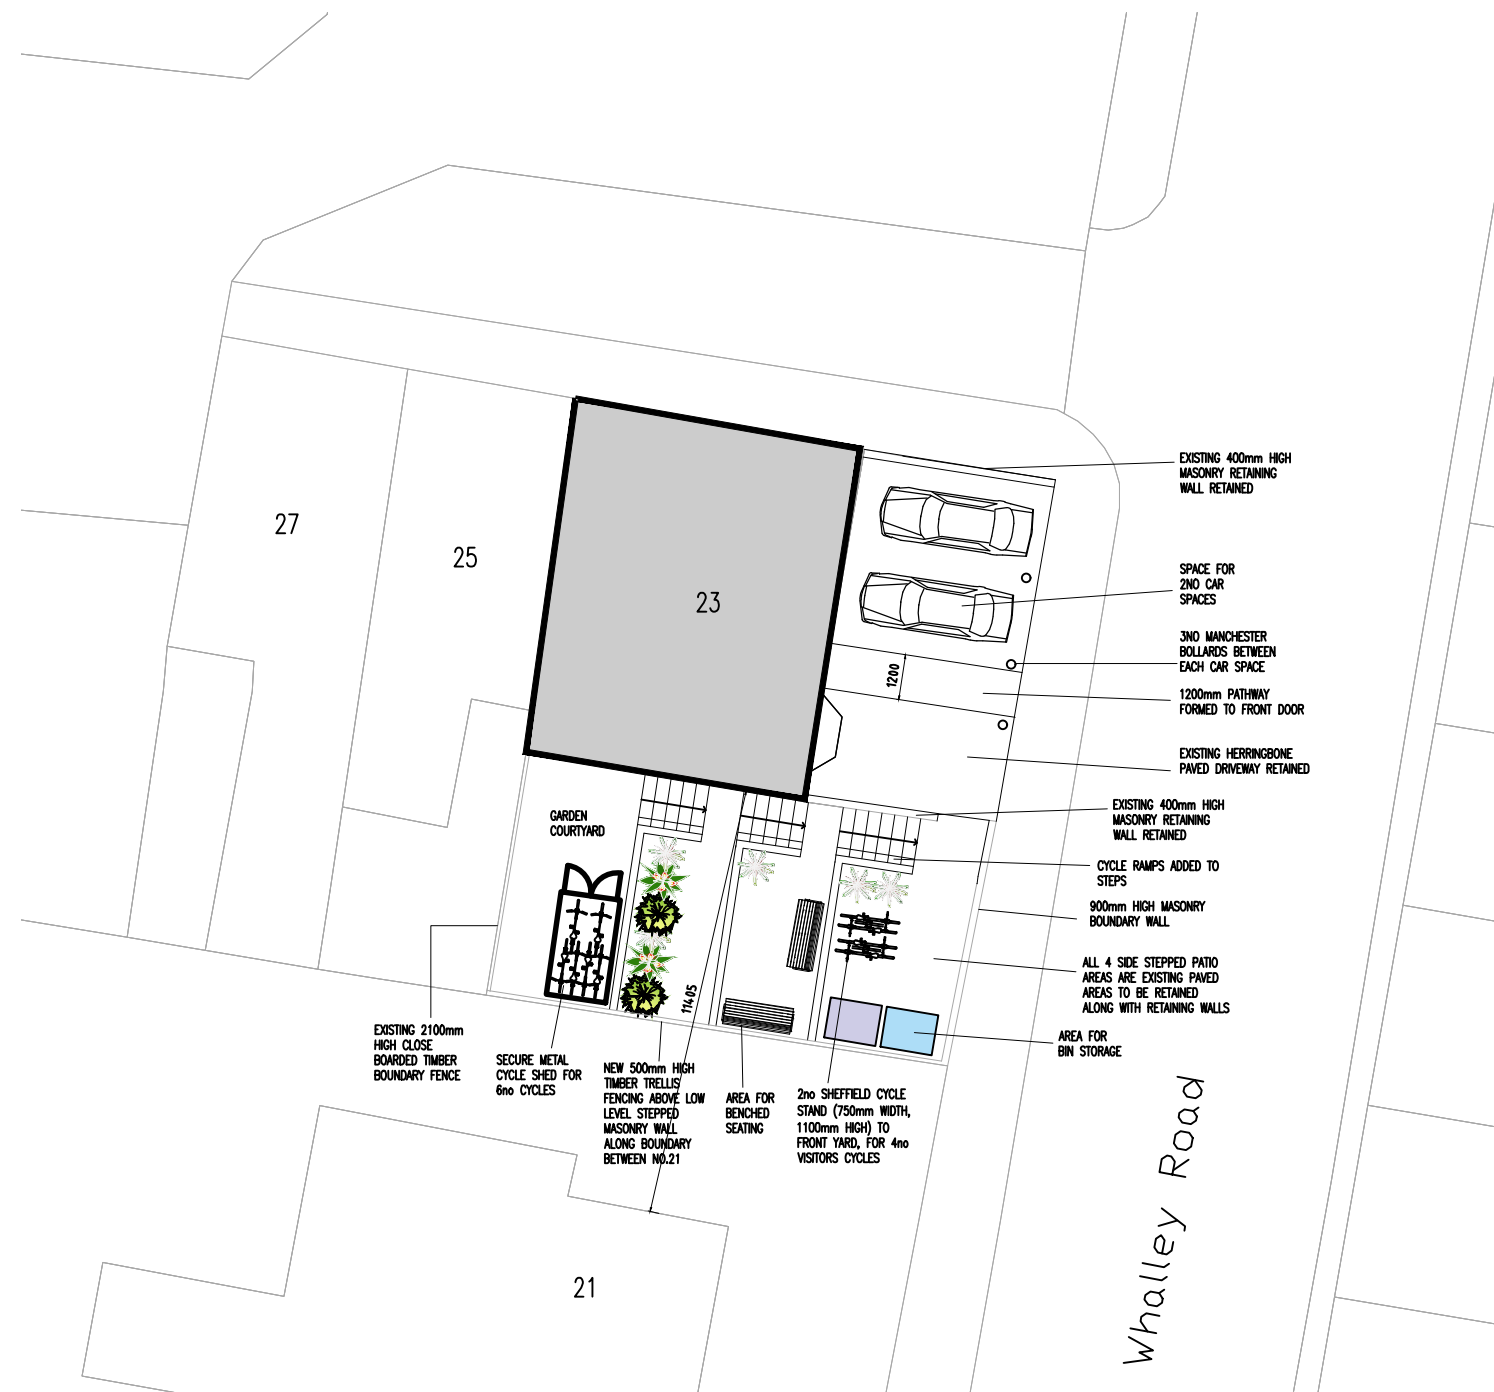 EXISTING 400mm HIGH
MASONRY RETAINING
WALL RETAINED
27
25
23
SPACE FOR
2NO CAR
SPACES
3NO MANCHESTER
BOLLARDS BETWEEN
EACH CAR SPACE
1200
1200mm PATHWAY
FORMED TO FRONT DOOR
EXISTING HERRINGBONE
PAVED DRIVEWAY RETAINED
EXISTING 400mm HIGH
MASONRY RETAINING
WALL RETAINED
GARDEN
COURTYARD
CYCLE RAMPS ADDED TO
STEPS
900mm HIGH MASONRY
BOUNDARY WALL
ALL 4 SIDE STEPPED PATIO
AREAS ARE EXISTING PAVED
AREAS TO BE RETAINED
ALONG WITH RETAINING WALLS
11405
AREA FOR
BIN STORAGE
EXISTING 2100mm
HIGH CLOSE
BOARDED TIMBER
BOUNDARY FENCE
SECURE METAL
CYCLE SHED FOR
6no CYCLES
NEW 500mm HIGH
TIMBER TRELLIS
FENCING ABOVE LOW
LEVEL STEPPED
MASONRY WALL
ALONG BOUNDARY
BETWEEN NO.21
AREA FOR
BENCHED
SEATING
2no SHEFFIELD CYCLE
STAND (750mm WIDTH,
1100mm HIGH) TO
FRONT YARD, FOR 4no
VISITORS CYCLES
21
Whalley Road